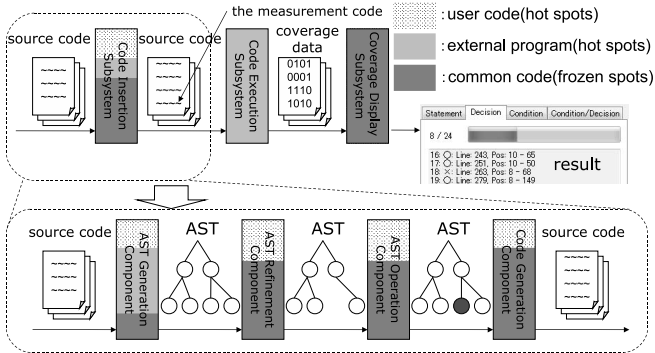 the measurement code
source code
Code Insertion
Subsystem
source code
Code Execution
Subsystem
coverage
data
0101
0001
1110
1010
Coverage Display
Subsystem
: user code(hot spots)
: external program(hot spots)
: common code(frozen spots)
Statement Decision Condition Condition/Decision
8 / 24
16: O: Line: 243, Pos: 10 - 65
17: O: Line: 251, Pos: 10 - 50
18: ×: Line: 263, Pos: 8 - 68
19: O: Line: 279, Pos: 8 - 149
result
source code
AST Generation
Component
AST
AST Refinement
Component
AST
AST Operation
Component
AST
Code Generation
Component
source code